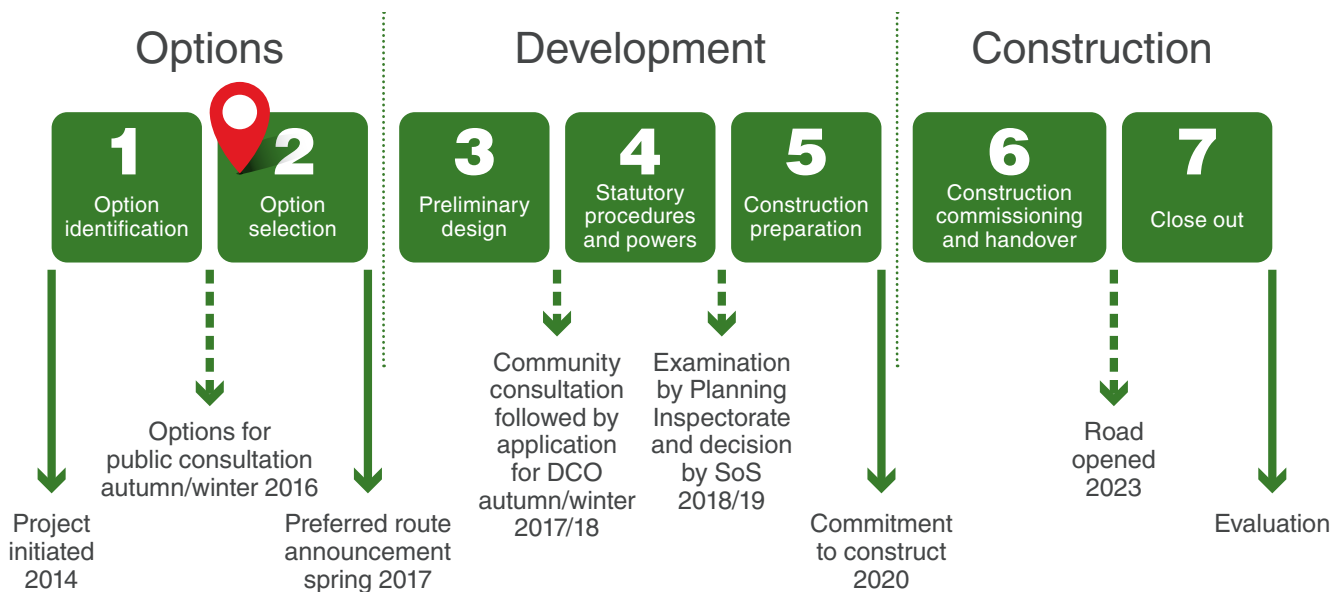 Options
Development
Construction
1
Option
identification
2
Option
selection
3
Preliminary
design
4
Statutory
procedures
and powers
5
Construction
preparation
6
Construction
commissioning
and handover
7
Close out
Project
initiated
2014
Options for
public consultation
autumn/winter 2016
Preferred route
announcement
spring 2017
Community
consultation
followed by
application
for DCO
autumn/winter
2017/18
Examination
by Planning
Inspectorate
and decision
by SoS
2018/19
Commitment
to construct
2020
Road
opened
2023
Evaluation